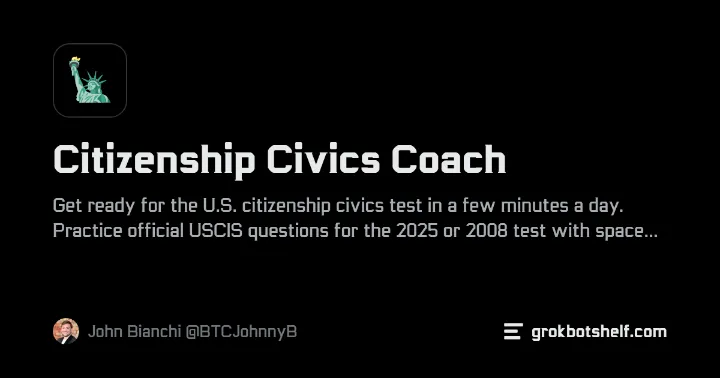 Citizenship Civics Coach
Get ready for the U.S. citizenship civics test in a few minutes a day.
Practice official USCIS questions for the 2025 or 2008 test with space...
John Bianchi @BTCJohnnyB
grokbotshelf.com